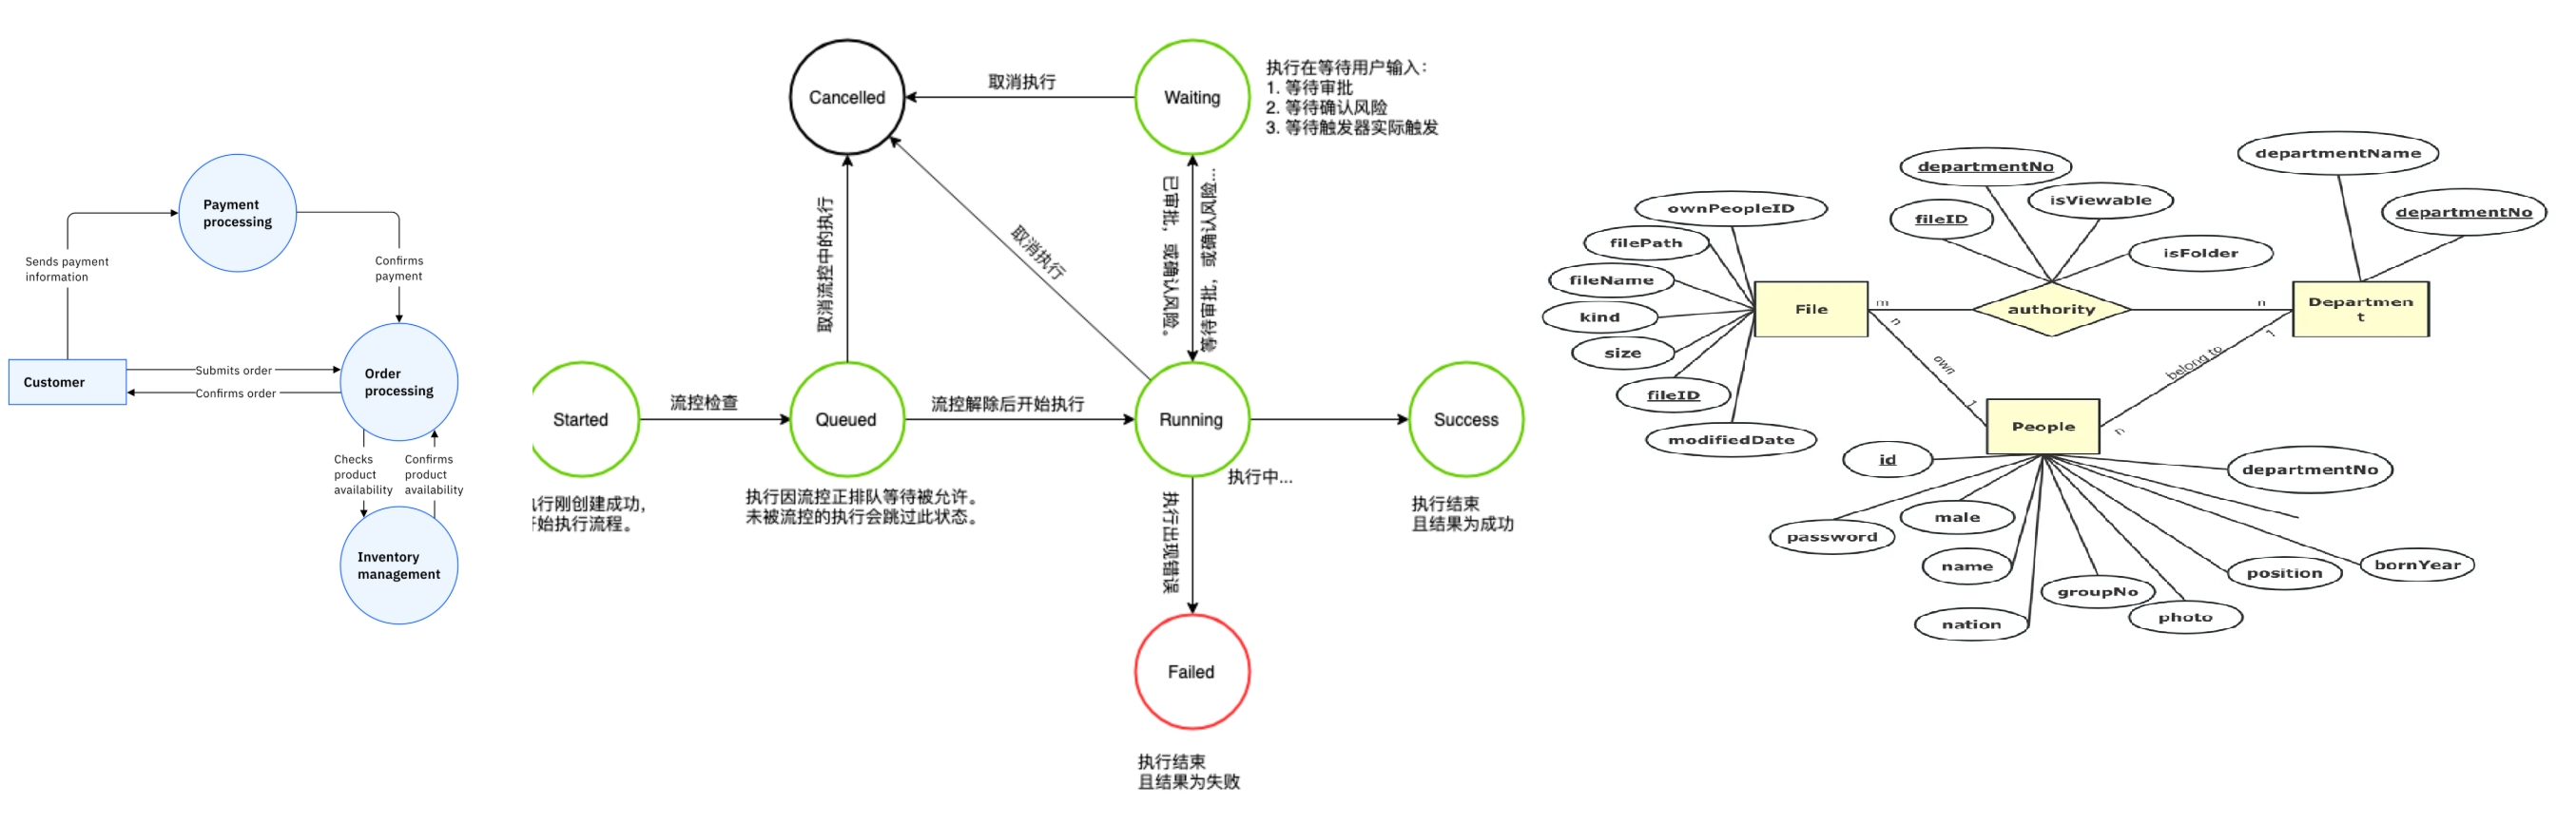 Payment
processing
Sends payment
information
Confirms
payment
Customer
Submits order
Confirms order
Order
processing
Checks
product
availability
Confirms
product
availability
Inventory
management
Cancelled
取消执行
Waiting
执行在等待用户输入：
1. 等待审批
2. 等待确认风险
3. 等待触发器实际触发
取消流控中的执行
取消执行
已审批，或确认风险。
等待审批，或确认风险...
Started
流控检查
Queued
流控解除后开始执行
Running
Success
执行中...
行刚创建成功，
始执行流程。
执行因流控正排队等待被允许。
未被流控的执行会跳过此状态。
执行出现错误
执行结束
且结果为成功
Failed
执行结束
且结果为失败
departmentName
departmentNo
departmentNo
isViewable
fileID
isFolder
ownPeopleID
filePath
fileName
kind
size
fileID
modifiedDate
File
m
authority
n
Departmen
t
n
own
1
belong to
1
n
People
id
departmentNo
password
male
name
nation
groupNo
photo
position
bornYear